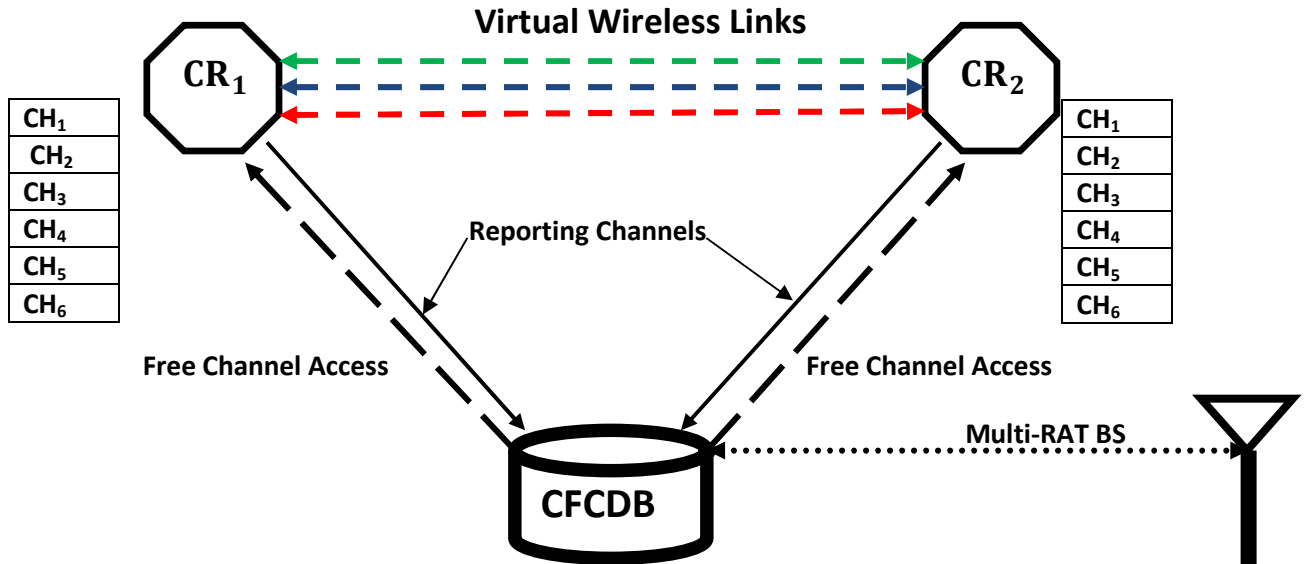 Virtual Wireless Links
CR₁
CR₂
CH₁
CH₂
CH₃
CH₄
CH₅
CH₆
CH₁
CH₂
CH₃
CH₄
CH₅
CH₆
Reporting Channels
Free Channel Access
Free Channel Access
Multi-RAT BS
CFCDB